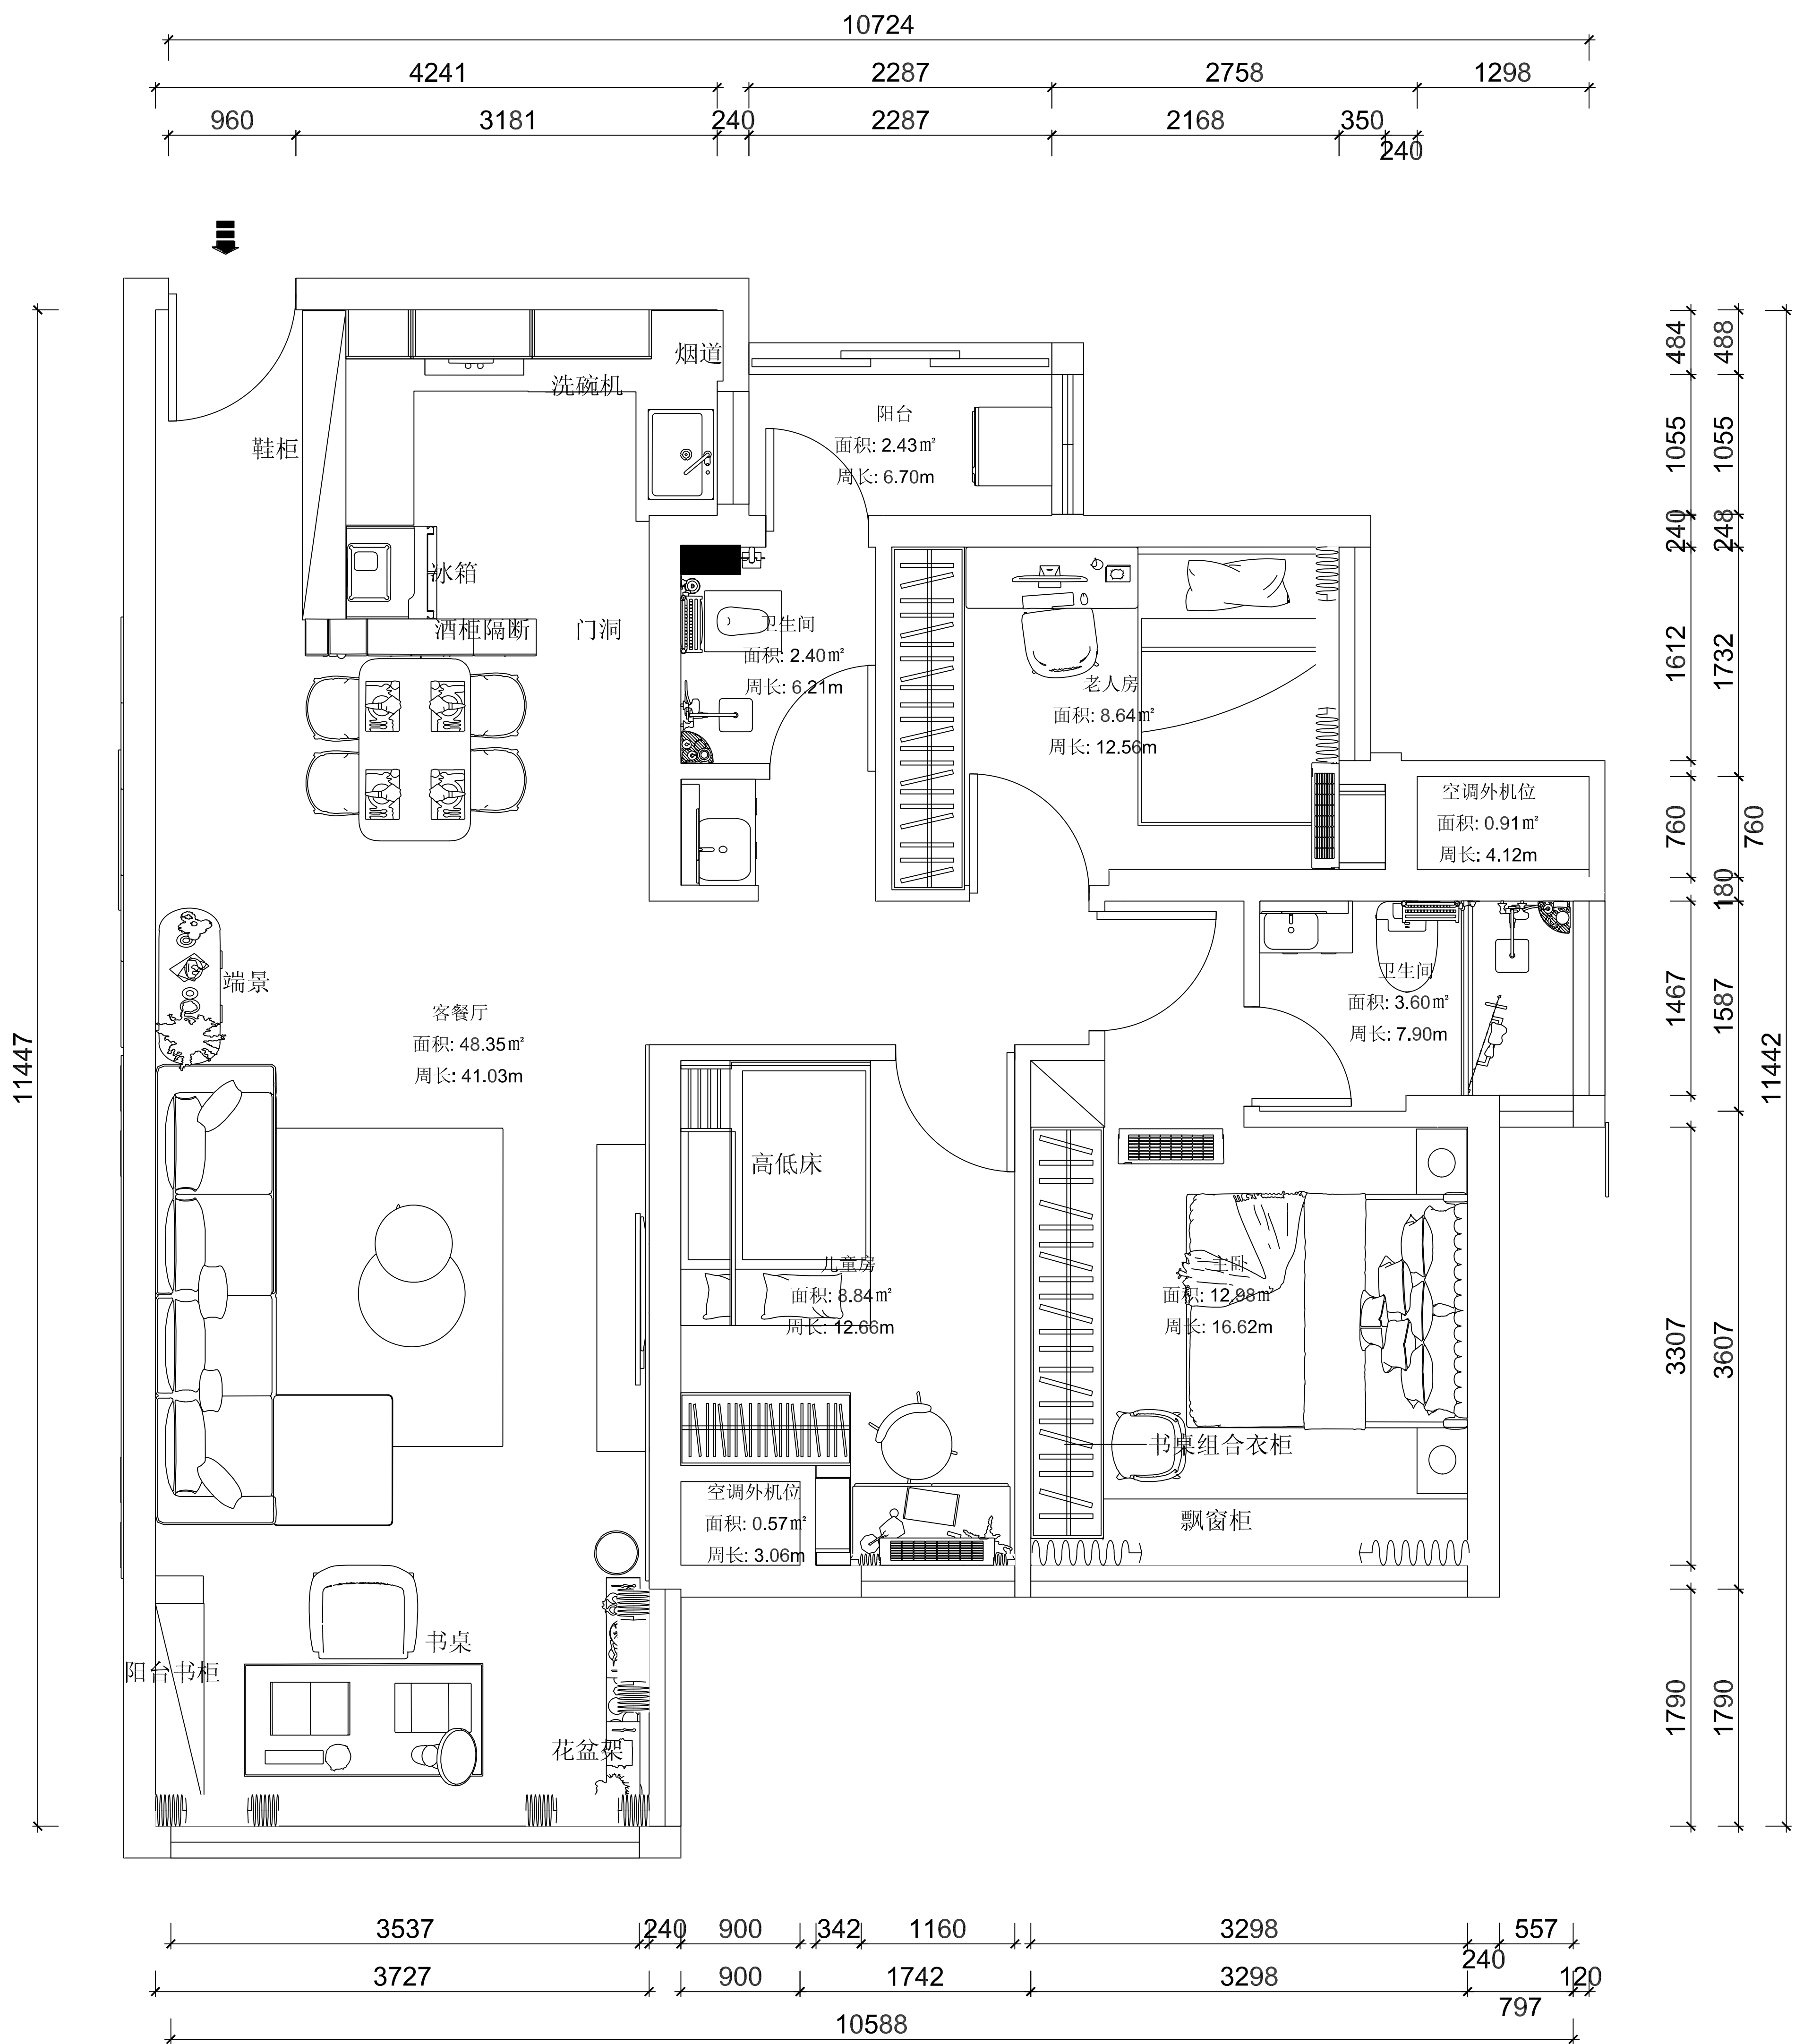 10724
4241 2287 2758 1298
960 3181 240 2287 2168 350
240
烟道
洗碗机
阳台
面积: 2.43㎡
周长: 6.70m
鞋柜
冰箱
酒柜隔断 门洞
卫生间
面积: 2.40㎡
周长: 6.21m
老人房
面积: 8.64㎡
周长: 12.56m
空调外机位
面积: 0.91㎡
周长: 4.12m
端景
客餐厅
面积: 48.35㎡
周长: 41.03m
卫生间
面积: 3.60㎡
周长: 7.90m
高低床
儿童房
面积: 8.84㎡
周长: 12.66m
主卧
面积: 12.98㎡
周长: 16.62m
书桌组合衣柜
空调外机位
面积: 0.57㎡
周长: 3.06m
飘窗柜
书桌
阳台书柜
花盆架
11447
484
1055
240
1612
760
1467
3307
1790
488
1055
248
1732
760
180
1587
3607
1790
11442
3537 240 900 342 1160 3298 557
240
3727 900 1742 3298 120
797
10588